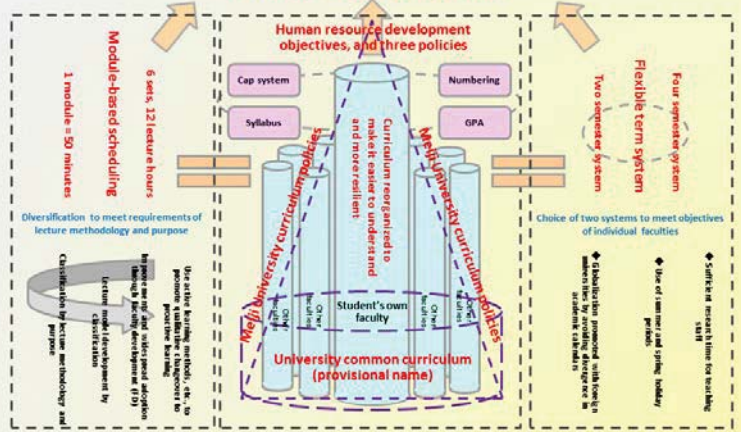 6 sets, 12 lecture hours
Module-based scheduling
1 module = 50 minutes
Diversification to meet requirements of
lecture methodology and purpose
Use active learning methods, etc., to
promote qualitative changeover to
proactive learning
Improvement and widespread adoption
through faculty development (FD)
Lecture model development by
classification
Classification by lecture methodology and
purpose
Human resource development
objectives, and three policies
Cap system
Numbering
Syllabus
GPA
Meiji University curriculum policies
Curriculum reorganized to
make it easier to understand
and more resilient
Meiji University curriculum policies
Other
faculties
Other
faculties
Student's own
faculty
Other
faculties
Other
faculties
University common curriculum
(provisional name)
Four semester system
Flexible term system
Two semester system
Choice of two systems to meet objectives
of individual faculties
◆ Sufficient research time for teaching
staff
◆ Use of summer and spring holiday
periods
◆ Globalization promoted with foreign
universities by avoiding divergence in
academic calendars